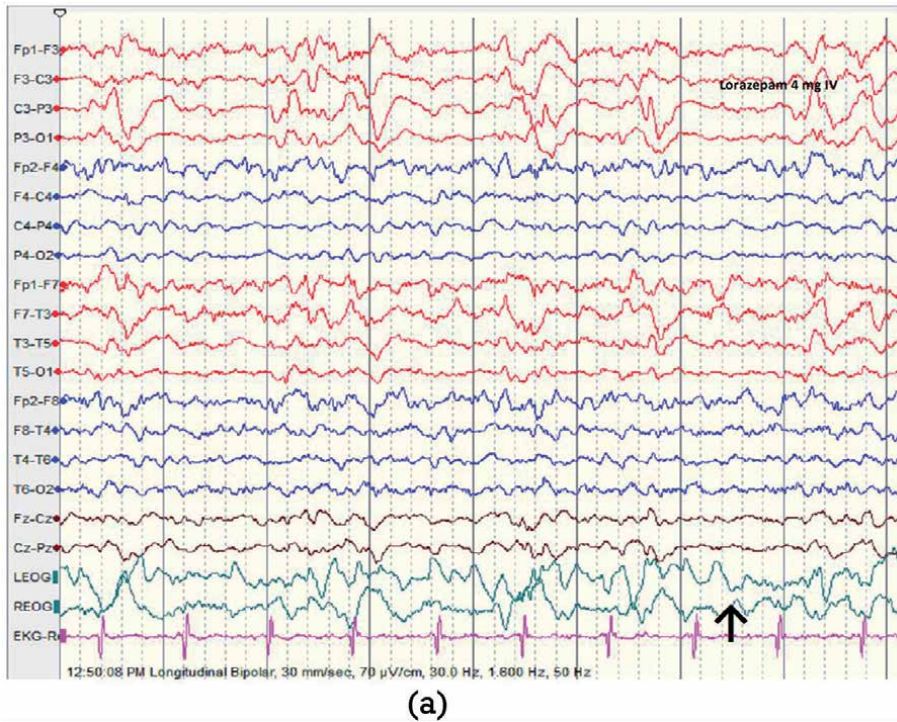 Fp1-F3
F3-C3
Lorazepam 4 mg IV
C3-P3
P3-O1
Fp2-F4
F4-C4
C4-P4
P4-O2
Fp1-F7
F7-T3
T3-T5
T5-O1
Fp2-F8
F8-T4
T4-T6
T6-O2
Fz-Cz
Cz-Pz
LEOG
REOG
EKG-R
12:50:08 PM Longitudinal Bipolar, 30 mm/sec, 70 µV/cm, 30.0 Hz, 1.600 Hz, 50 Hz
(a)